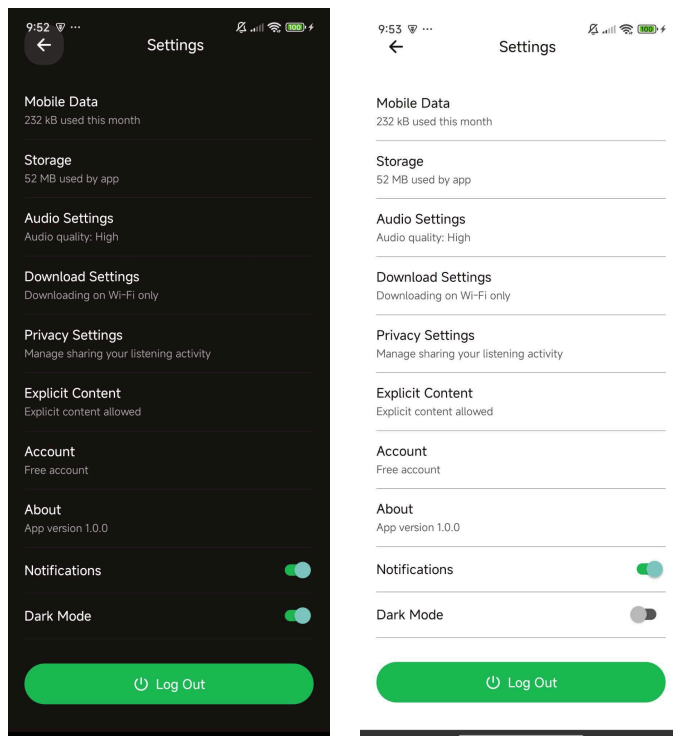 9:52 ...
100
Settings
Mobile Data
232 kB used this month
Storage
52 MB used by app
Audio Settings
Audio quality: High
Download Settings
Downloading on Wi-Fi only
Privacy Settings
Manage sharing your listening activity
Explicit Content
Explicit content allowed
Account
Free account
About
App version 1.0.0
Notifications
Dark Mode
Log Out
9:53 ...
100
Settings
Mobile Data
232 kB used this month
Storage
52 MB used by app
Audio Settings
Audio quality: High
Download Settings
Downloading on Wi-Fi only
Privacy Settings
Manage sharing your listening activity
Explicit Content
Explicit content allowed
Account
Free account
About
App version 1.0.0
Notifications
Dark Mode
Log Out